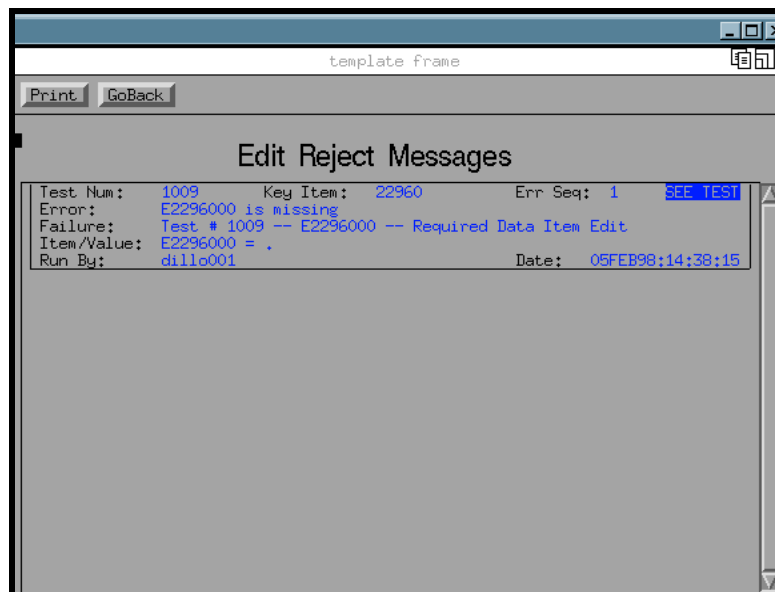 template frame
Print GoBack
Edit Reject Messages
Test Num: 1009 Key Item: 22960 Err Seq: 1 SEE TEST
Error: E2296000 is missing
Failure: Test # 1009 -- E2296000 -- Required Data Item Edit
Item/Value: E2296000 = .
Run By: dillo001 Date: 05FEB98:14:38:15